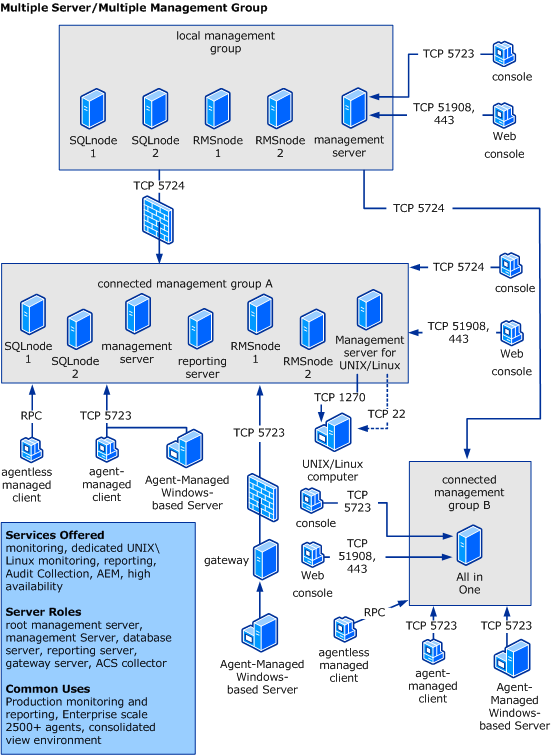 Multiple Server/Multiple Management Group
local management
group
TCP 5723
console
TCP 51908,
443
Web
console
SQLnode
1
SQLnode
2
RMSnode
1
RMSnode
2
management
server
TCP 5724
TCP 5724
connected management group A
TCP 5724
console
SQLnode
1
SQLnode
2
management
server
reporting
server
RMSnode
1
RMSnode
2
Management
server for
UNIX/Linux
TCP 51908,
443
Web
console
RPC
TCP 5723
TCP 5723
TCP 1270
TCP 22
agentless
managed
client
agent-
managed
client
Agent-Managed
Windows-
based Server
UNIX/Linux
computer
connected
management
group B
TCP
5723
console
gateway
TCP
51908,
443
Web
console
All in
One
Services Offered
monitoring, dedicated UNIX\
Linux monitoring, reporting,
Audit Collection, AEM, high
availability
Server Roles
root management server,
management Server, database
server, reporting server,
gateway server, ACS collector
Common Uses
Production monitoring and
reporting, Enterprise scale
2500+ agents, consolidated
view environment
Agent-Managed
Windows-
based Server
RPC
agentless
managed
client
TCP 5723
TCP 5723
agent-
managed
client
Agent-
Managed
Windows-
based Server